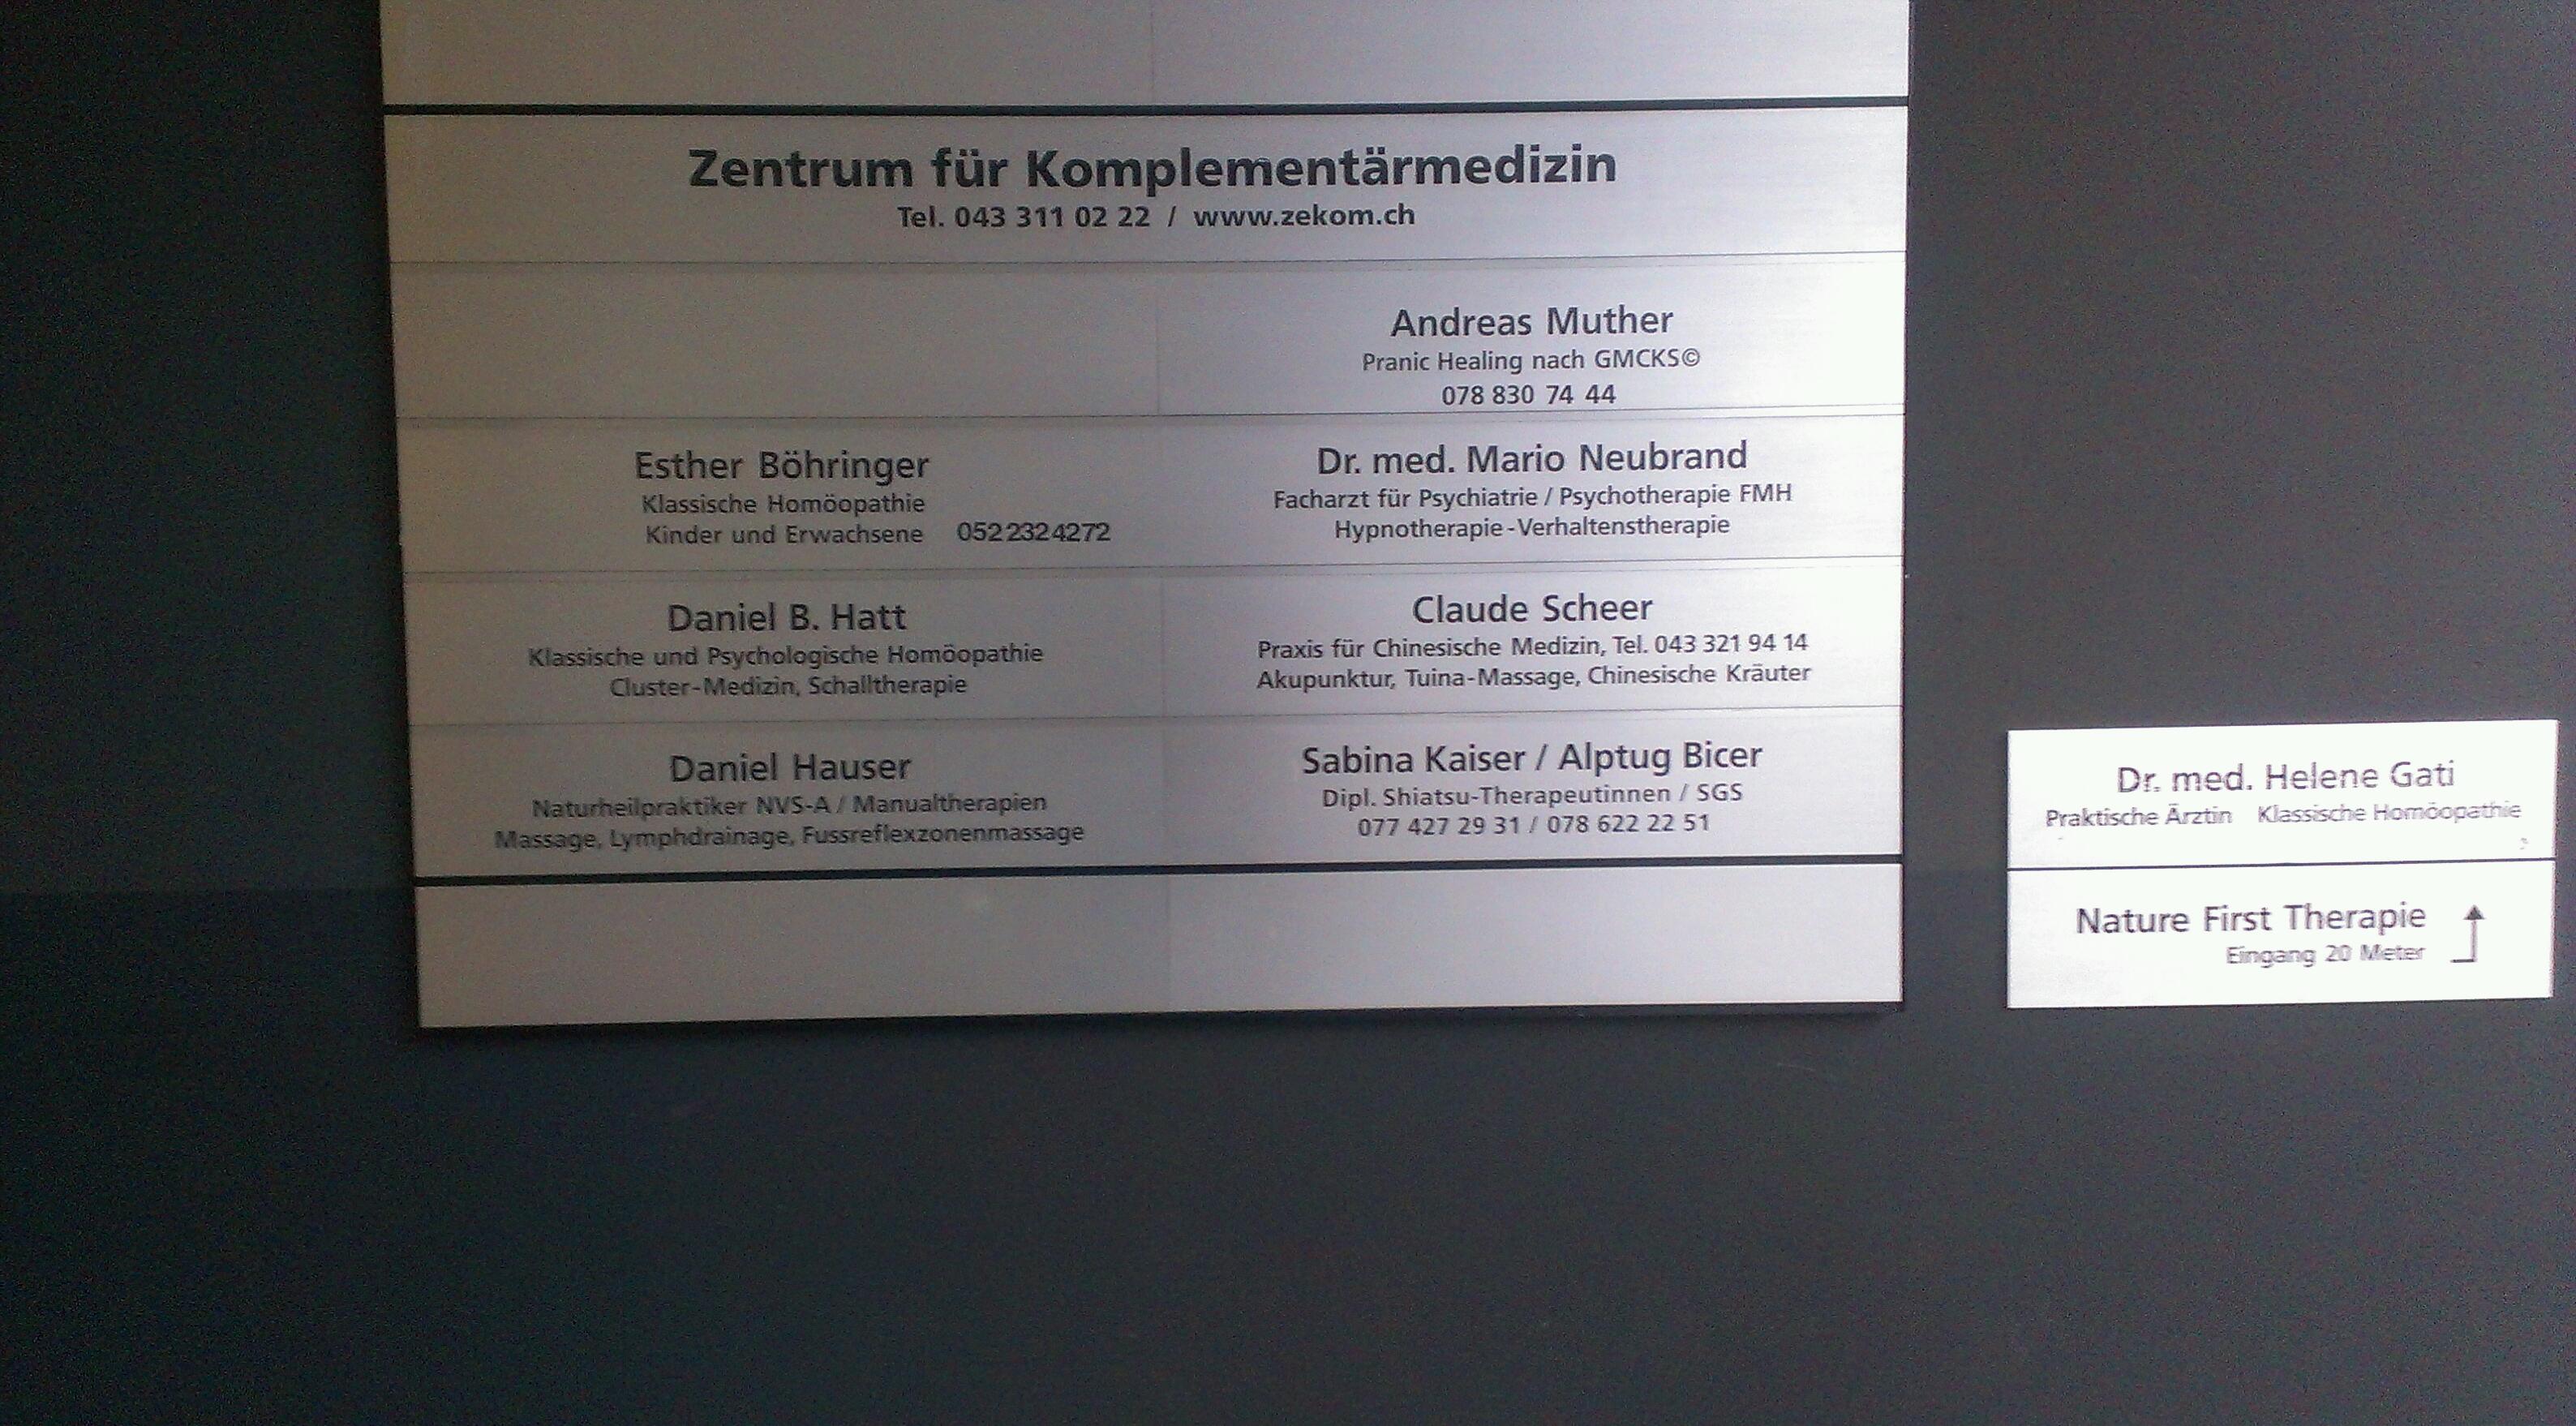 Zentrum für Komplementärmedizin
Tel. 043 311 02 22 / www.zekom.ch
Andreas Muther
Pranic Healing nach GMCKS©
078 830 74 44
Esther Böhringer
Klassische Homöopathie
Kinder und Erwachsene 0522324272
Dr. med. Mario Neubrand
Facharzt für Psychiatrie / Psychotherapie FMH
Hypnotherapie-Verhaltenstherapie
Daniel B. Hatt
Klassische und Psychologische Homöopathie
Cluster-Medizin, Schalltherapie
Claude Scheer
Praxis für Chinesische Medizin, Tel. 043 321 94 14
Akupunktur, Tuina-Massage, Chinesische Kräuter
Daniel Hauser
Naturheilpraktiker NVS-A / Manualtherapien
Massage, Lymphdrainage, Fussreflexzonenmassage
Sabina Kaiser / Alptug Bicer
Dipl. Shiatsu-Therapeutinnen / SGS
077 427 29 31 / 078 622 22 51
Dr. med. Helene Gati
Praktische Ärztin Klassische Homöopathie
Nature First Therapie
Eingang 20 Meter